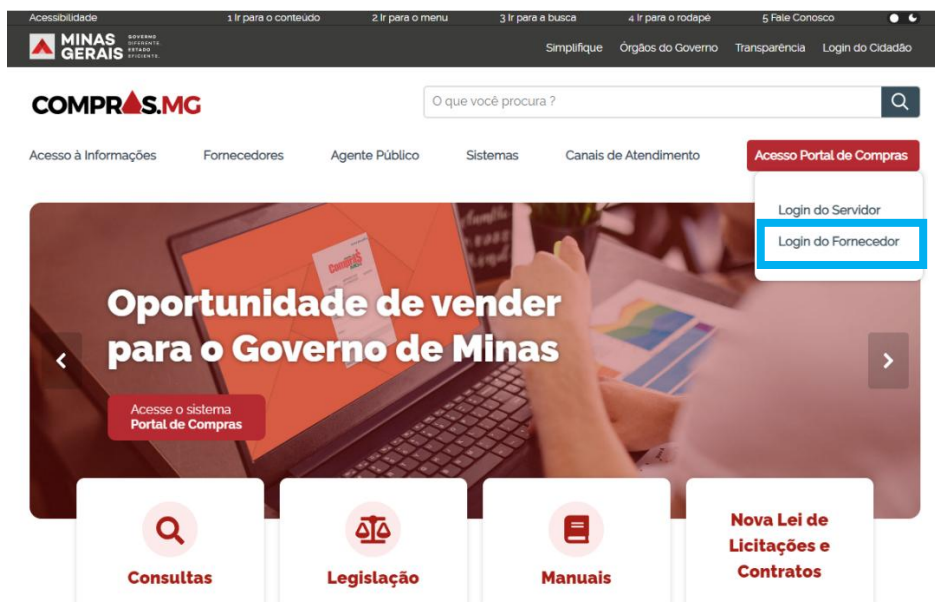 Acessibilidade 1 Ir para o conteúdo 2 Ir para o menu 3 Ir para a busca 4 Ir para o rodapé 5 Fale Conosco
MINAS GERAIS
GOVERNO
DIFERENTE.
ESTADO
EFICIENTE.
Simplifique Órgãos do Governo Transparência Login do Cidadão
COMPRAS.MG
O que você procura ?
Acesso à Informações Fornecedores Agente Público Sistemas Canais de Atendimento Acesso Portal de Compras
Login do Servidor
Login do Fornecedor
Compras
Oportunidade de vender
para o Governo de Minas
Acesse o sistema
Portal de Compras
Consultas
Legislação
Manuais
Nova Lei de
Licitações e
Contratos